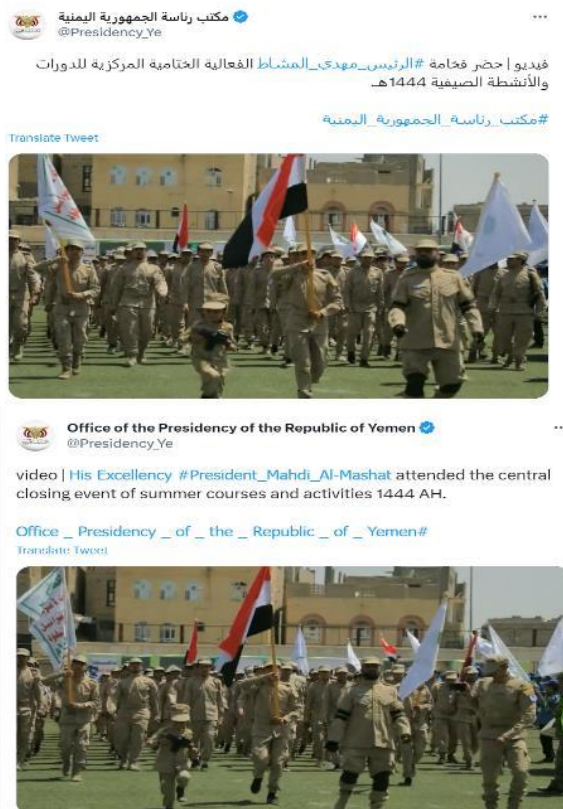 مكتب رئاسة الجمهورية اليمنية
@Presidency_Ye
فيديو | حضر فخامة #الرئيس_مهدي_المشاط الفعالية الختامية المركزية للدورات
والأنشطة الصيفية 1444هـ
#مكتب_رئاسة_الجمهورية_اليمنية
Translate Tweet
Office of the Presidency of the Republic of Yemen
@Presidency_Ye
video | His Excellency #President_Mahdi_Al-Mashat attended the central
closing event of summer courses and activities 1444 AH.
Office _ Presidency _ of _ the _ Republic _ of _ Yemen#
Translate Tweet